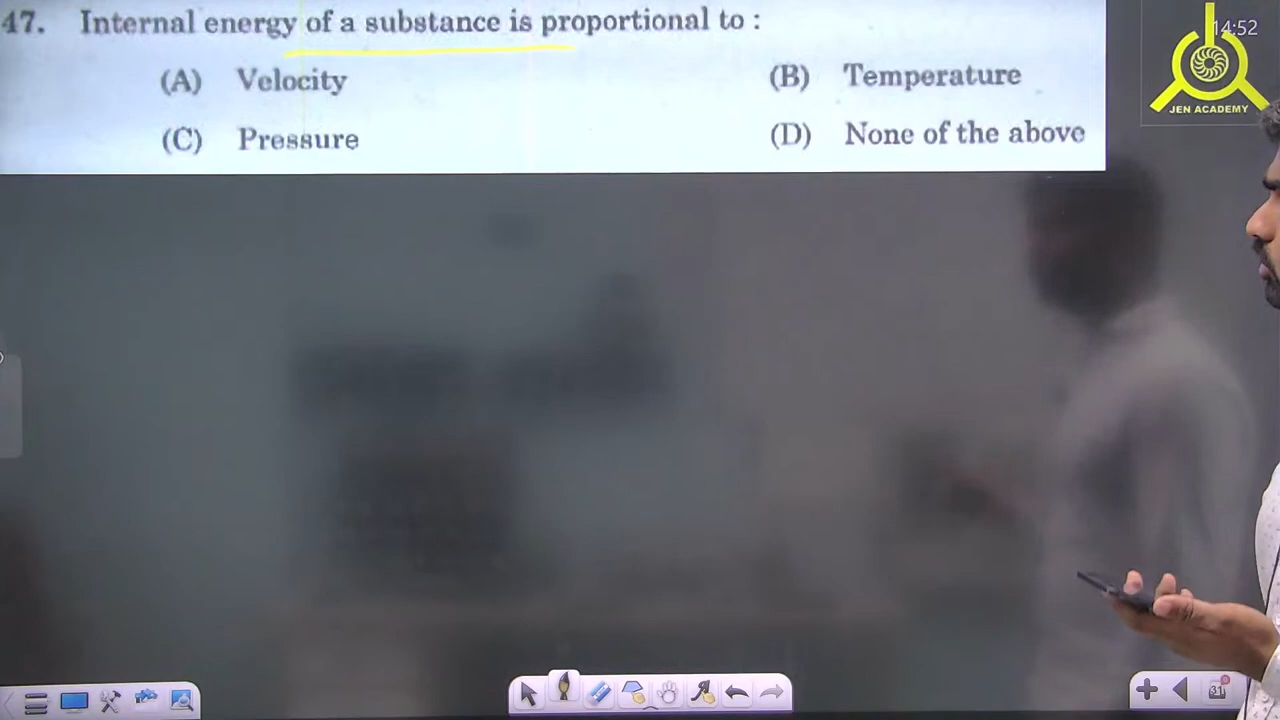 47. Internal energy of a substance is proportional to :
(A) Velocity
(B) Temperature
(C) Pressure
(D) None of the above
14:52
JEN ACADEMY
31